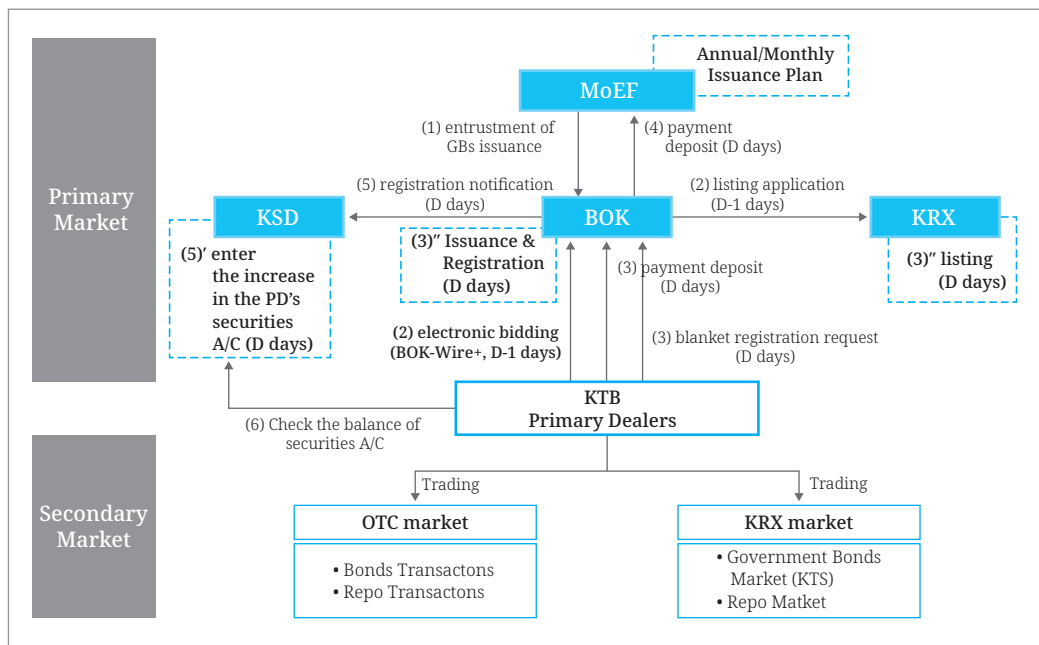 Annual/Monthly
Issuance Plan
MoEF
(1) entrustment of
GBs issuance
(4) payment
deposit (D days)
Primary
Market
(5) registration notification
(D days)
(2) listing application
(D-1 days)
KSD
BOK
KRX
(5)′ enter
the increase
in the PD’s
securities
A/C (D days)
(3)″ Issuance &
Registration
(D days)
(3) payment deposit
(D days)
(3)″ listing
(D days)
(2) electronic bidding
(BOK-Wire+, D-1 days)
(3) blanket registration request
(D days)
KTB
Primary Dealers
(6) Check the balance of
securities A/C
Secondary
Market
Trading
Trading
OTC market
• Bonds Transactons
• Repo Transactons
KRX market
• Government Bonds
Market (KTS)
• Repo Matket